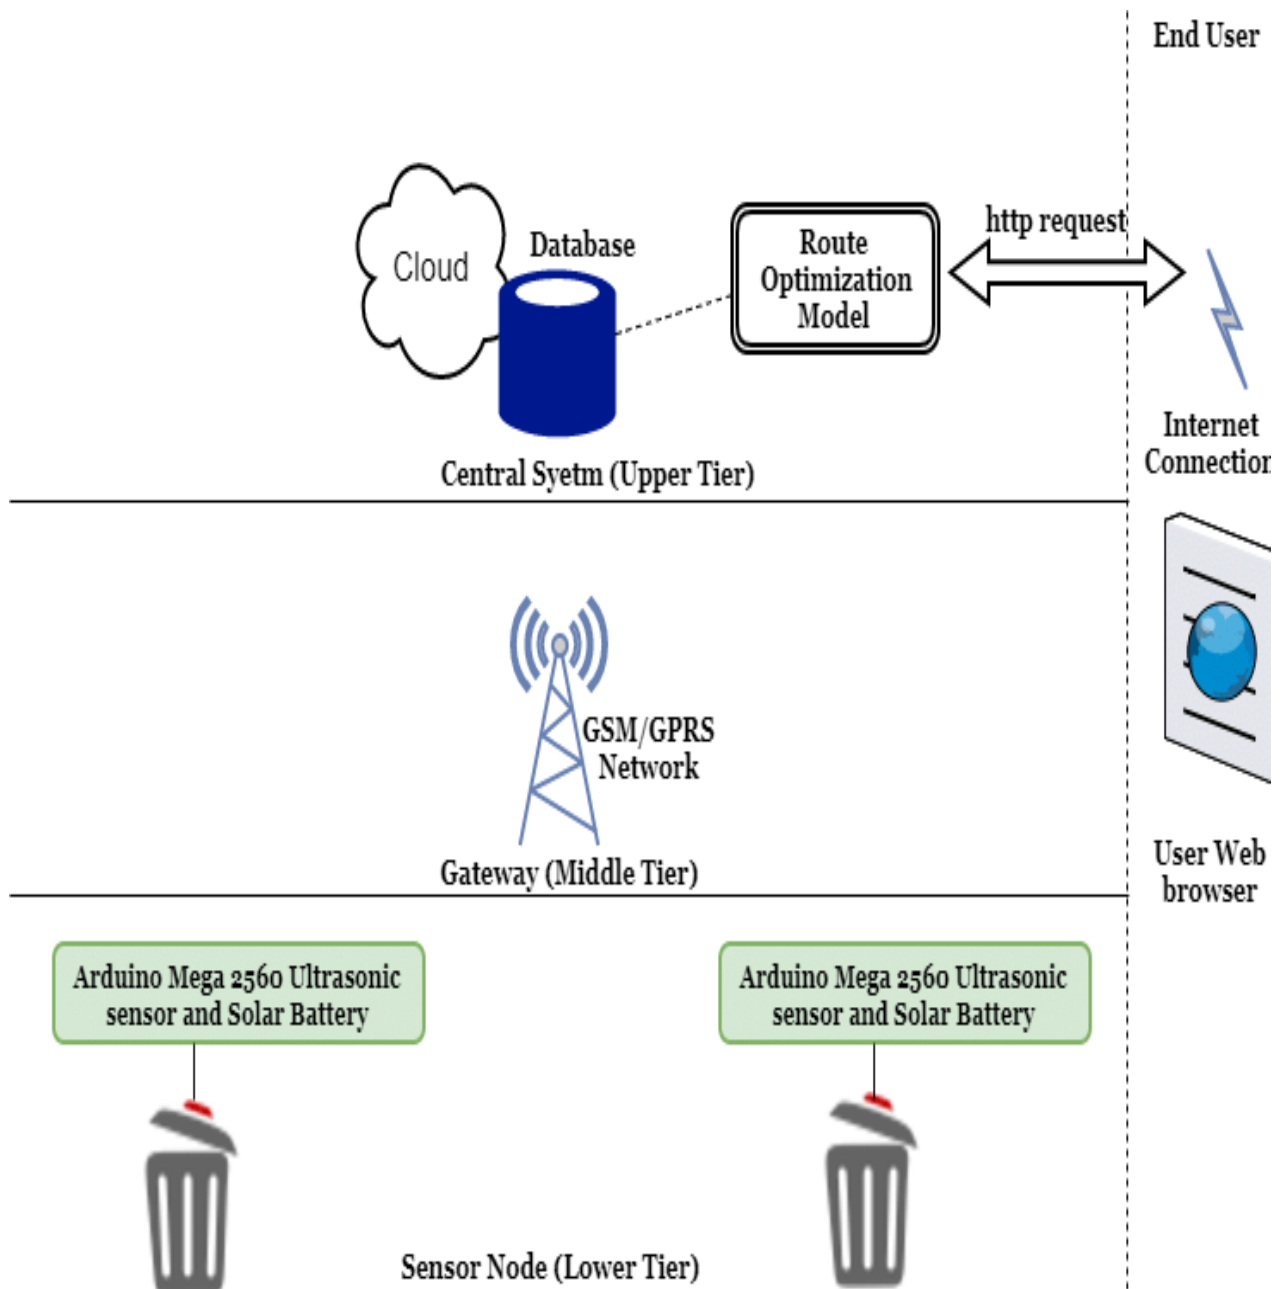 End User
http request
Cloud
Database
Route
Optimization
Model
Internet
Connection
Central Syetm (Upper Tier)
GSM/GPRS
Network
Gateway (Middle Tier)
User Web
browser
Arduino Mega 2560 Ultrasonic
sensor and Solar Battery
Arduino Mega 2560 Ultrasonic
sensor and Solar Battery
Sensor Node (Lower Tier)